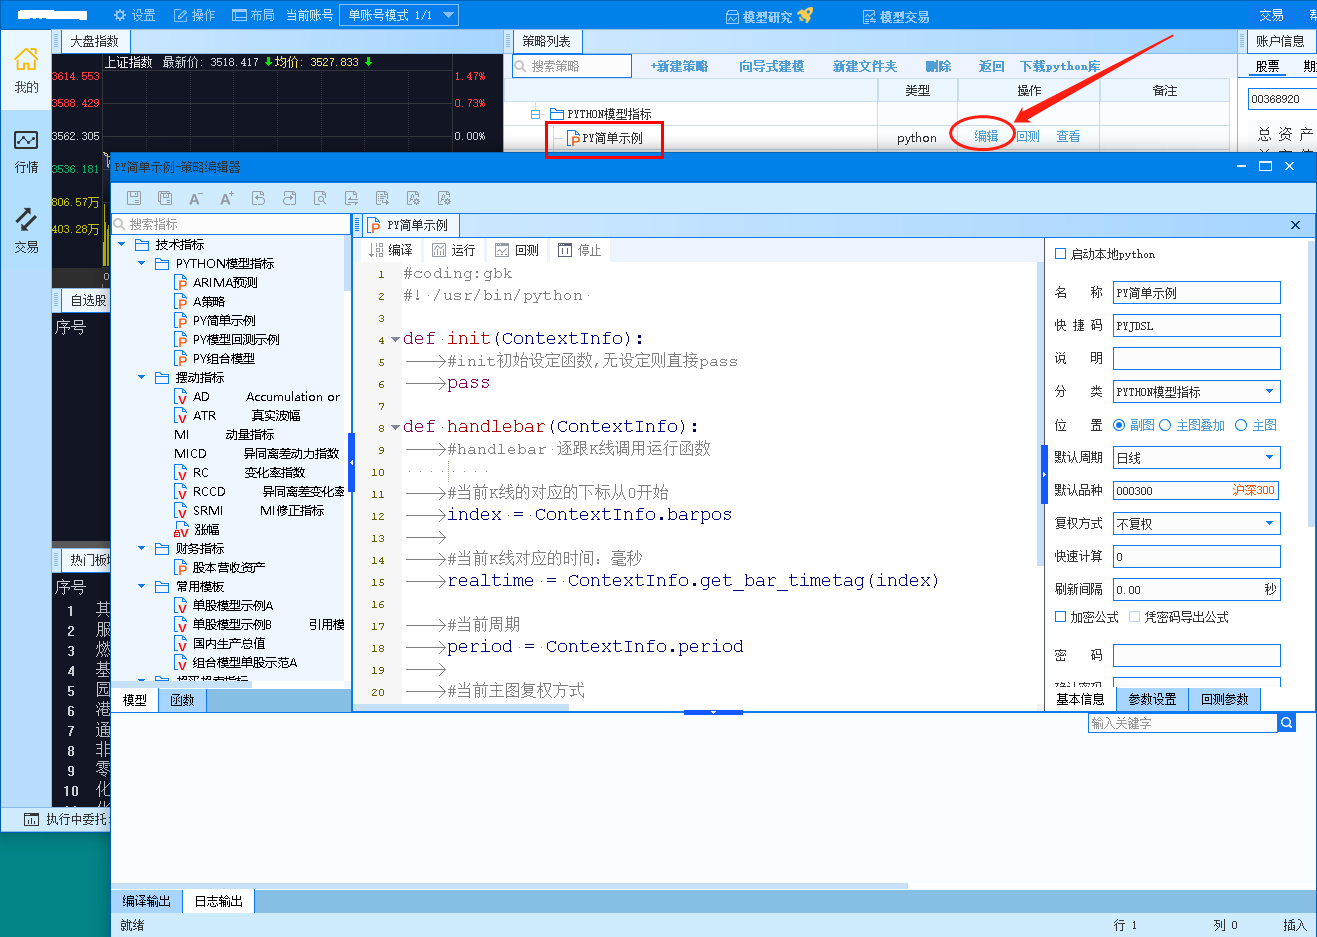 设置 操作 布局 当前账号 单账号模式 1/1 模型研究 模型交易 交易
大盘指数 策略列表 账户信息
上证指数 最新价: 3518.417 均价: 3527.833
搜索策略 +新建策略 向导式建模 新建文件夹 删除 返回 下载python库
股票 期
我的
3614.553 1.47%
3588.429 0.73%
3562.305 0.00%
3536.181
806.57万
403.28万
类型 操作 备注
00368920
PYTHON模型指标
PY简单示例 python 编辑 回测 查看
总 资 产
行情
交易
自选股
序号
热门板
序号
1 其
2 服
3 燃
4 基
5 园
6 港
7 通
8 非
9 零
10 化
执行中委托:
PY简单示例-策略编辑器
搜索指标
技术指标
PYTHON模型指标
ARIMA预测
A策略
PY简单示例
PY模型回测示例
PY组合模型
摆动指标
AD Accumulation or
ATR 真实波幅
MI 动量指标
MICD 异同离差动力指数
RC 变化率指数
RCCD 异同离差变化率
SRMI MI修正指标
涨幅
财务指标
股本营收资产
常用模板
单股模型示例A
单股模型示例B 引用模
国内生产总值
组合模型单股示范A
超买超卖指标
模型 函数
PY简单示例
编译 运行 回测 停止
1 #coding:gbk
2 #!·/usr/bin/python·
3
4 def·init(ContextInfo):
5 #init初始设定函数,无设定则直接pass
6 pass
7
8 def·handlebar(ContextInfo):
9 #handlebar·逐跟K线调用运行函数
10
11 #当前K线的对应的下标从0开始
12 index·=·ContextInfo.barpos
13
14 #当前K线对应的时间：毫秒
15 realtime·=·ContextInfo.get_bar_timetag(index)
16
17 #当前周期
18 period·=·ContextInfo.period
19
20 #当前主图复权方式
启动本地python
名 称 PY简单示例
快 捷 码 PYJDSL
说 明
分 类 PYTHON模型指标
位 置 副图 主图叠加 主图
默认周期 日线
默认品种 000300 沪深300
复权方式 不复权
快速计算 0
刷新间隔 0.00 秒
加密公式 凭密码导出公式
密 码
确认密码
基本信息 参数设置 回测参数
输入关键字
编译输出 日志输出
就绪 行 1 列 0 插入